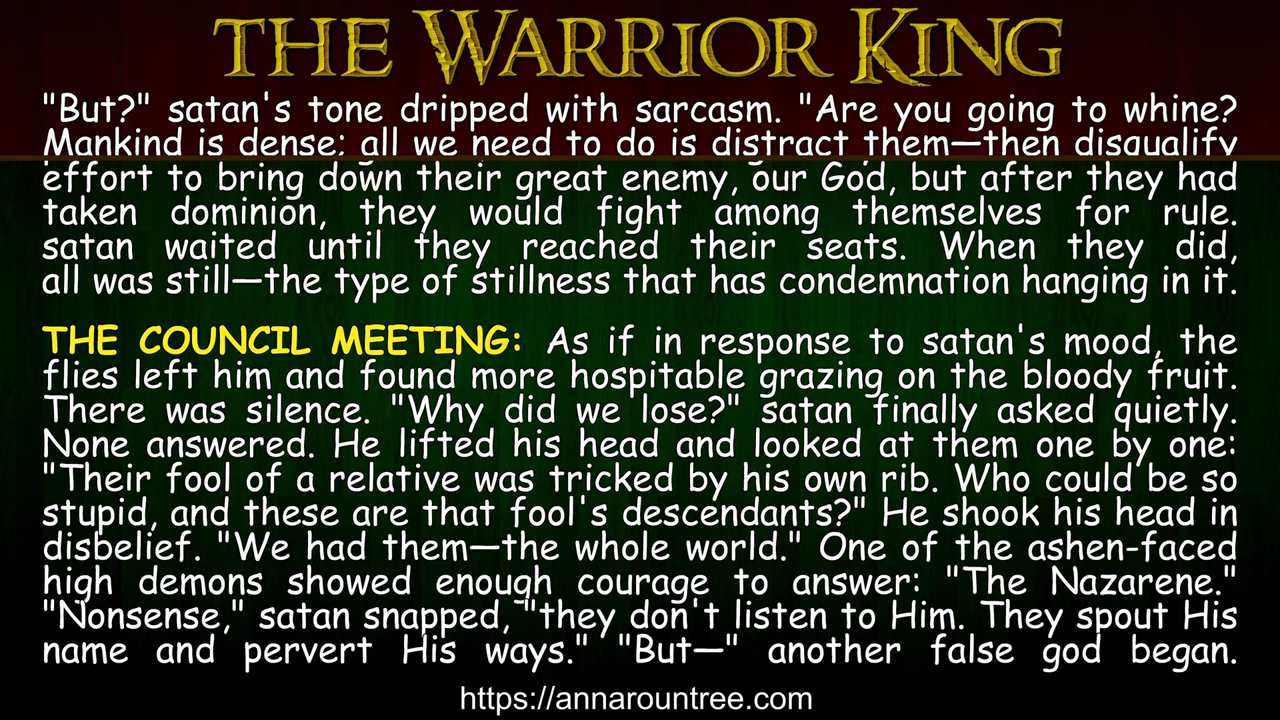 THE WARRIOR KING
"But?" satan's tone dripped with sarcasm. "Are you going to whine?
Mankind is dense; all we need to do is distract them—then disqualify
effort to bring down their great enemy, our God, but after they had
taken dominion, they would fight among themselves for rule.
satan waited until they reached their seats. When they did,
all was still—the type of stillness that has condemnation hanging in it.
THE COUNCIL MEETING: As if in response to satan's mood, the
flies left him and found more hospitable grazing on the bloody fruit.
There was silence. "Why did we lose?" satan finally asked quietly.
None answered. He lifted his head and looked at them one by one:
"Their fool of a relative was tricked by his own rib. Who could be so
stupid, and these are that fool's descendants?" He shook his head in
disbelief. "We had them—the whole world." One of the ashen-faced
high demons showed enough courage to answer: "The Nazarene."
"Nonsense," satan snapped, "they don't listen to Him. They spout His
name and pervert His ways." "But—" another false god began.
https://annarountree.com